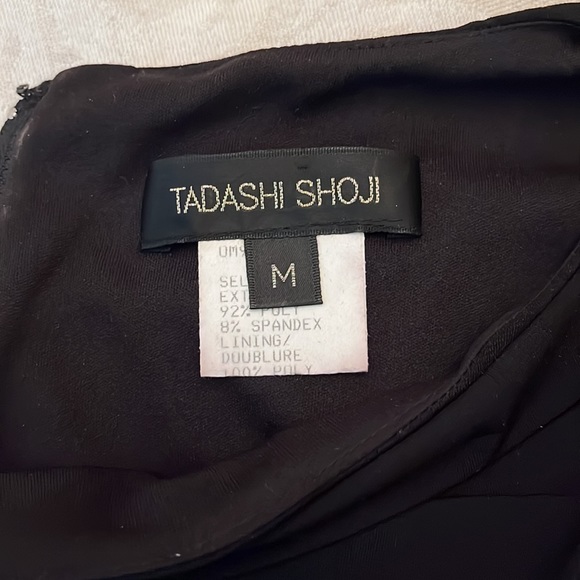 TADASHI SHOJI
M
SEL
EXT
92% POLY
8% SPANDEX
LINING/
DOUBLURE
100% POLY